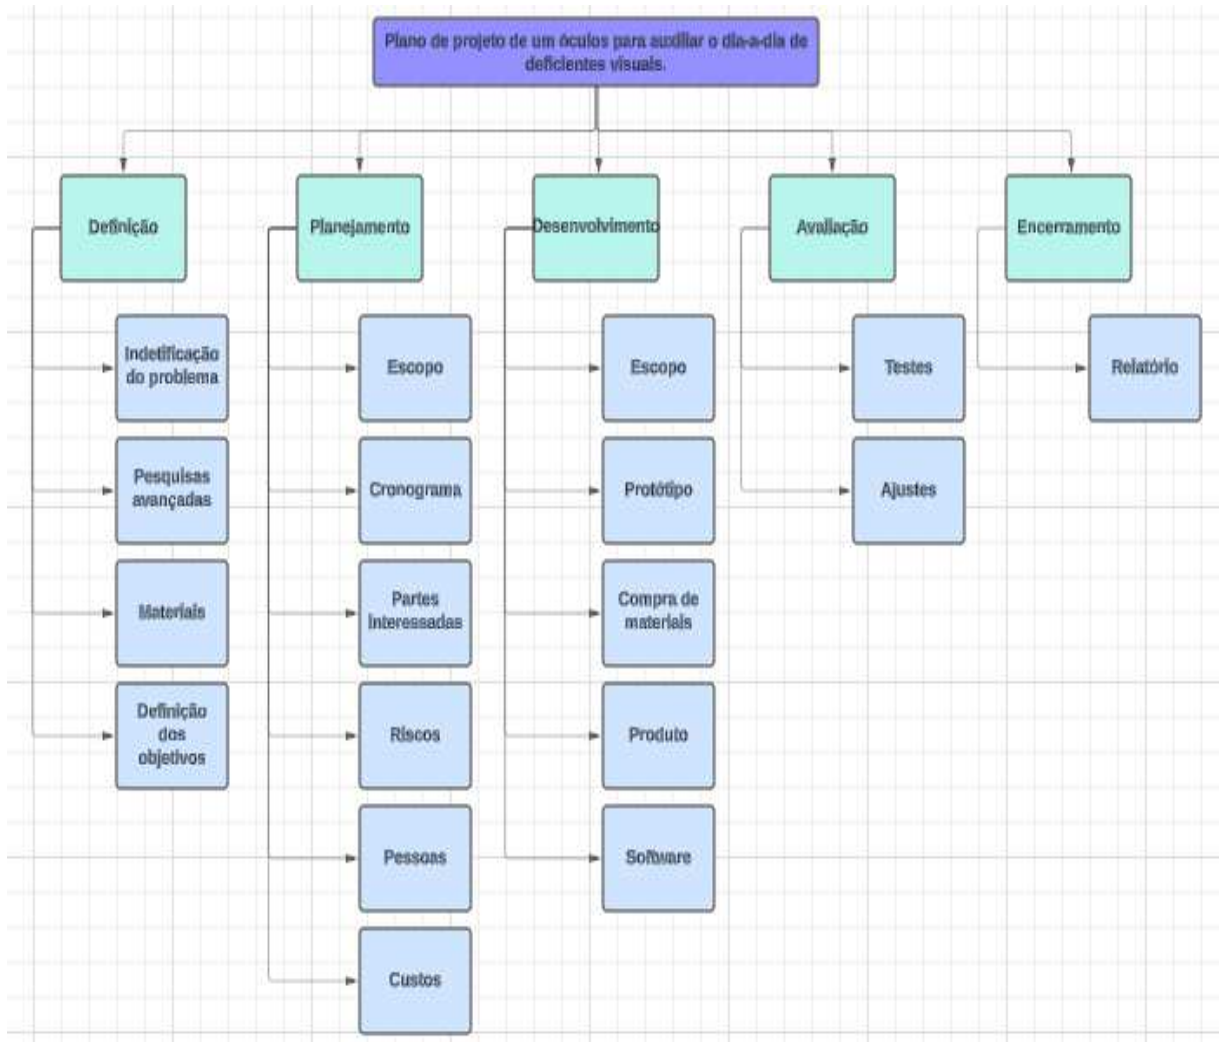 Plano de projeto de um óculos para auxiliar o dia-a-dia de
deficientes visuais.
Definição
Planejamento
Desenvolvimento
Avaliação
Encerramento
Indetificação
do problema
Pesquisas
avançadas
Materiais
Definição
dos
objetivos
Escopo
Cronograma
Partes
interessadas
Riscos
Pessoas
Custos
Escopo
Protótipo
Compra de
materiais
Produto
Software
Testes
Ajustes
Relatório